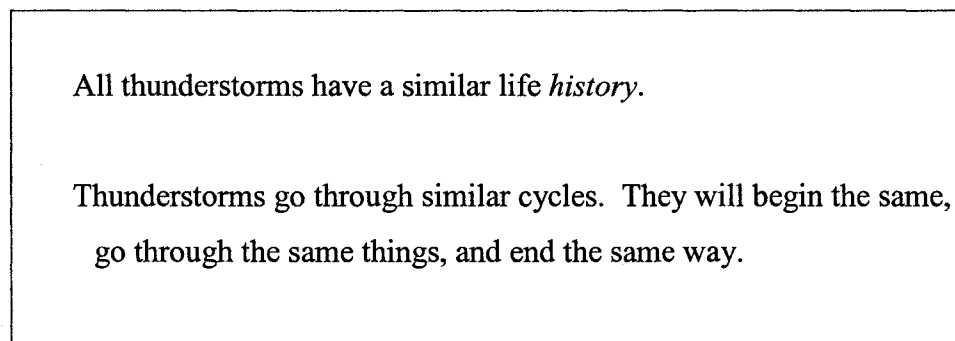 All thunderstorms have a similar life history.
Thunderstorms go through similar cycles.  They will begin the same,
go through the same things, and end the same way.